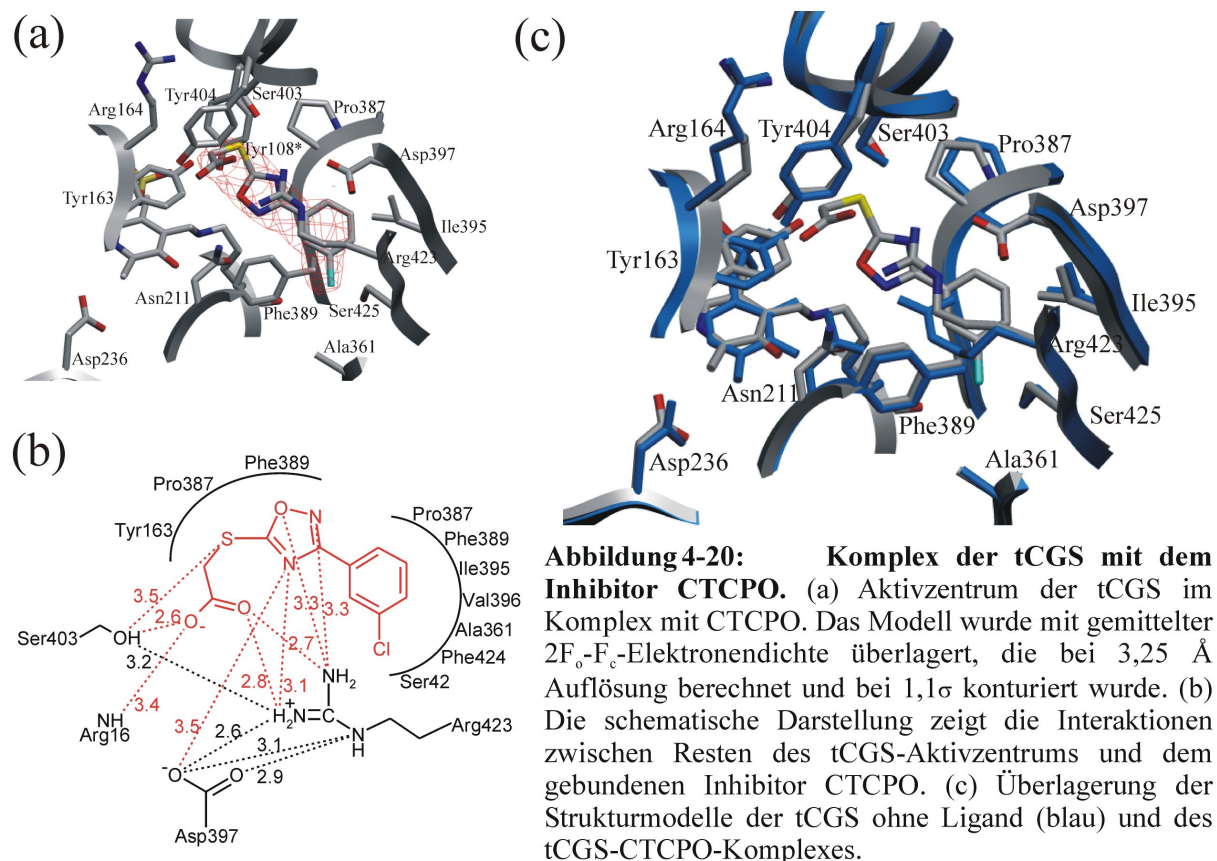 (a)
Arg164
Tyr404
Ser403
Pro387
Tyr108*
Asp397
Tyr163
Ile395
Arg423
Asn211
Phe389
Ser425
Asp236
Ala361
(c)
Arg164
Tyr404
Ser403
Pro387
Asp397
Tyr163
Ile395
Arg423
Asn211
Phe389
Ser425
Asp236
Ala361
(b)
Phe389
Pro387
Tyr163
O
N
S
N
Pro387
Phe389
Ile395
Val396
Ala361
Phe424
Ser42
3.5
2.6
O
O-
3.3
3.3
Cl
Ser403
OH
2.7
3.2
2.8
3.1
NH2
3.4
H2N+
NH
Arg16
3.5
2.6
3.1
N
H
Arg423
2.9
-O
O
Asp397
Abbildung 4-20: Komplex der tCGS mit dem
Inhibitor CTCPO. (a) Aktivzentrum der tCGS im
Komplex mit CTCPO. Das Modell wurde mit gemittelter
2Fo-Fc-Elektronendichte überlagert, die bei 3,25 Å
Auflösung berechnet und bei 1,1σ konturiert wurde. (b)
Die schematische Darstellung zeigt die Interaktionen
zwischen Resten des tCGS-Aktivzentrums und dem
gebundenen Inhibitor CTCPO. (c) Überlagerung der
Strukturmodelle der tCGS ohne Ligand (blau) und des
tCGS-CTCPO-Komplexes.